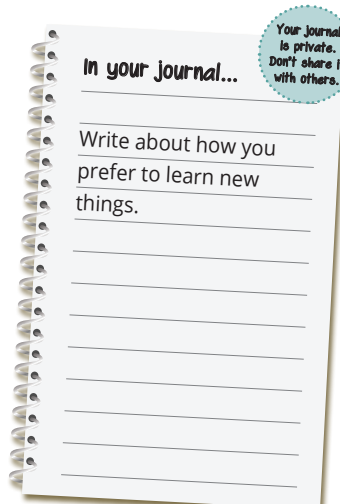 In your journal...
Your journal
is private.
Don't share
with others.
Write about how you
prefer to learn new
things.